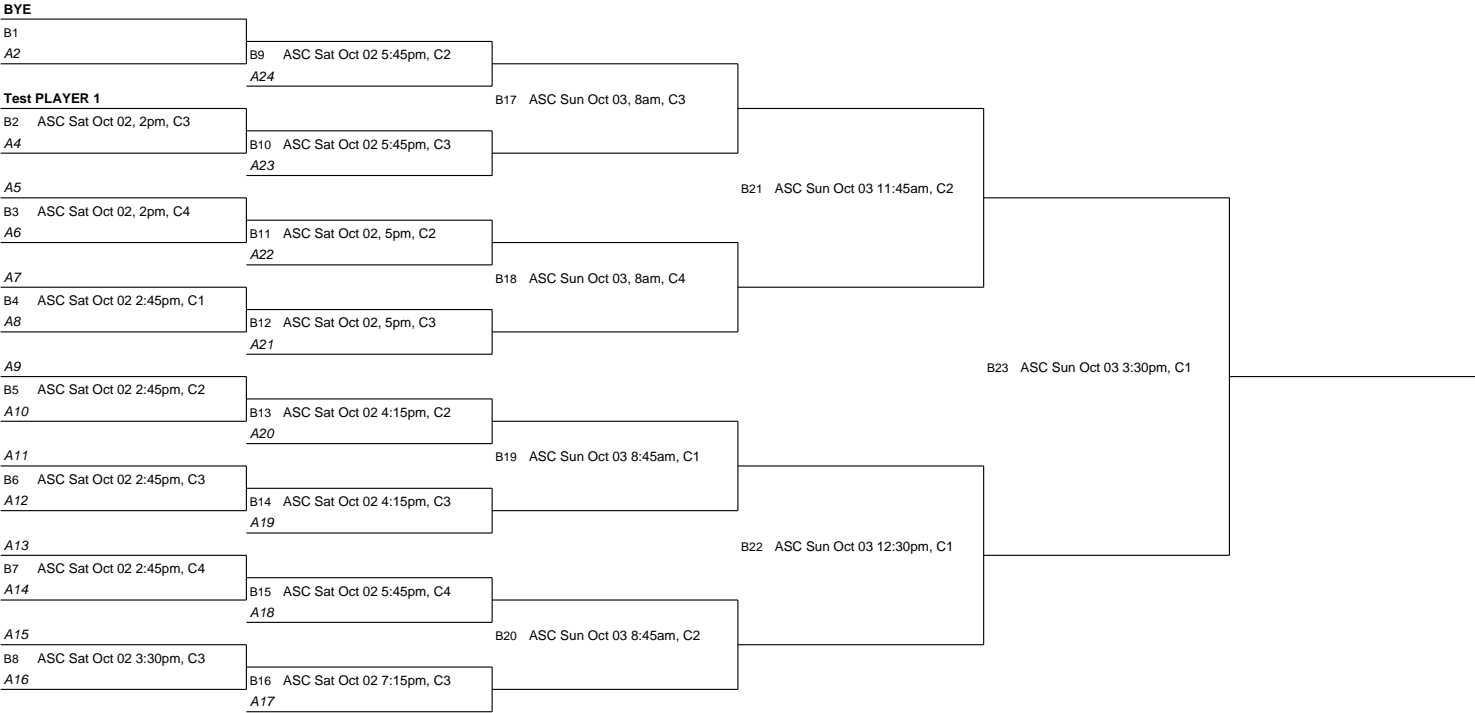 BYE
B1
A2
B9 ASC Sat Oct 02 5:45pm, C2
A24
Test PLAYER 1
B17 ASC Sun Oct 03, 8am, C3
B2 ASC Sat Oct 02, 2pm, C3
A4
B10 ASC Sat Oct 02 5:45pm, C3
A23
A5
B21 ASC Sun Oct 03 11:45am, C2
B3 ASC Sat Oct 02, 2pm, C4
A6
B11 ASC Sat Oct 02, 5pm, C2
A22
A7
B18 ASC Sun Oct 03, 8am, C4
B4 ASC Sat Oct 02 2:45pm, C1
A8
B12 ASC Sat Oct 02, 5pm, C3
A21
A9
B23 ASC Sun Oct 03 3:30pm, C1
B5 ASC Sat Oct 02 2:45pm, C2
A10
B13 ASC Sat Oct 02 4:15pm, C2
A20
A11
B19 ASC Sun Oct 03 8:45am, C1
B6 ASC Sat Oct 02 2:45pm, C3
A12
B14 ASC Sat Oct 02 4:15pm, C3
A19
A13
B22 ASC Sun Oct 03 12:30pm, C1
B7 ASC Sat Oct 02 2:45pm, C4
A14
B15 ASC Sat Oct 02 5:45pm, C4
A18
A15
B20 ASC Sun Oct 03 8:45am, C2
B8 ASC Sat Oct 02 3:30pm, C3
A16
B16 ASC Sat Oct 02 7:15pm, C3
A17